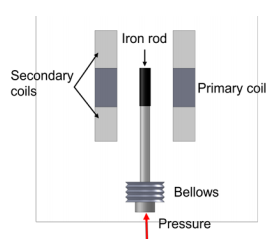 Iron rod
Secondary
coils
Primary coil
Bellows
Pressure